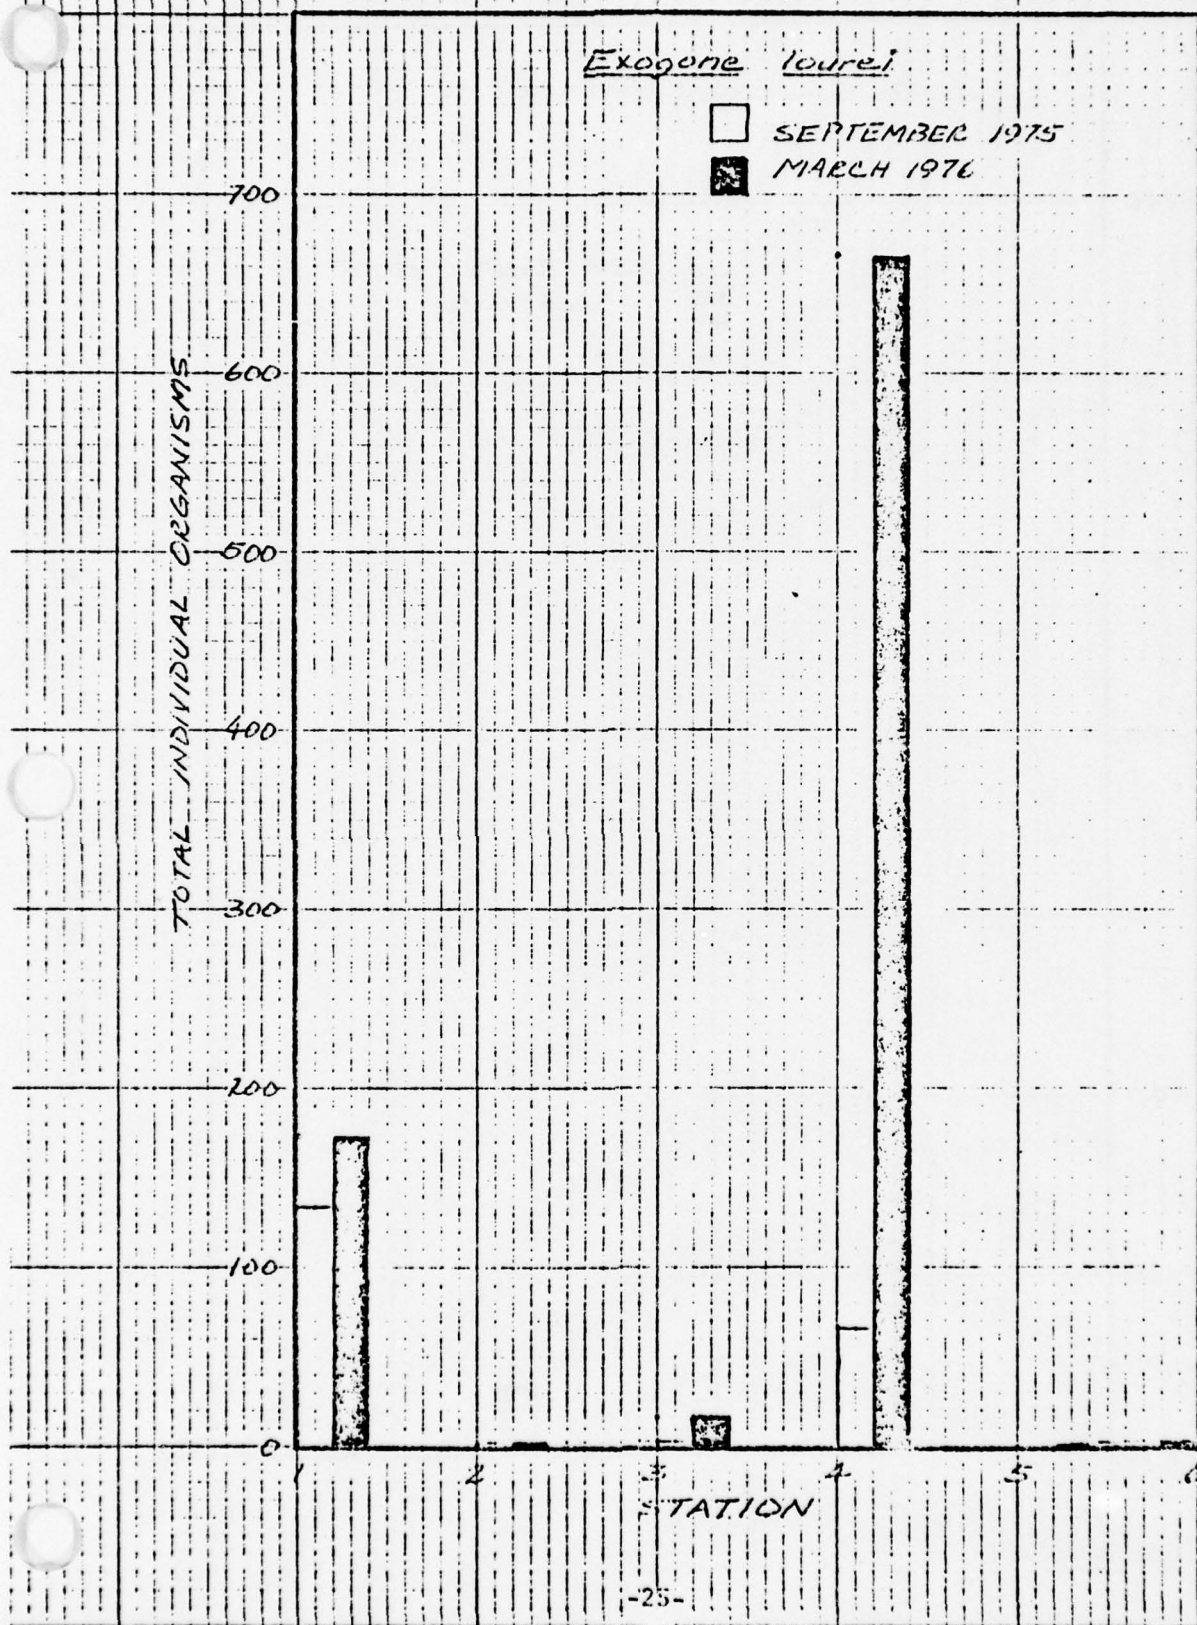 Exogone lourei
SEPTEMBER 1975
MARCH 1976
TOTAL INDIVIDUAL ORGANISMS
700
600
500
400
300
200
100
0
1 2 3 4 5 6
STATION
-25-